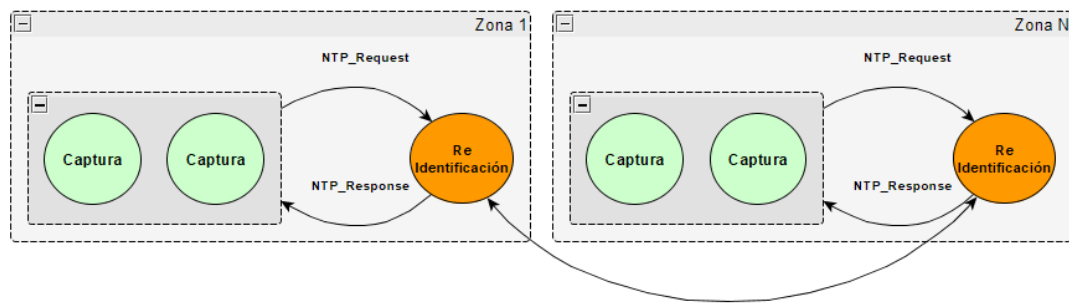 Zona 1
NTP_Request
Captura
Captura
Re
Identificación
NTP_Response
Zona N
NTP_Request
Captura
Captura
Re
Identificación
NTP_Response